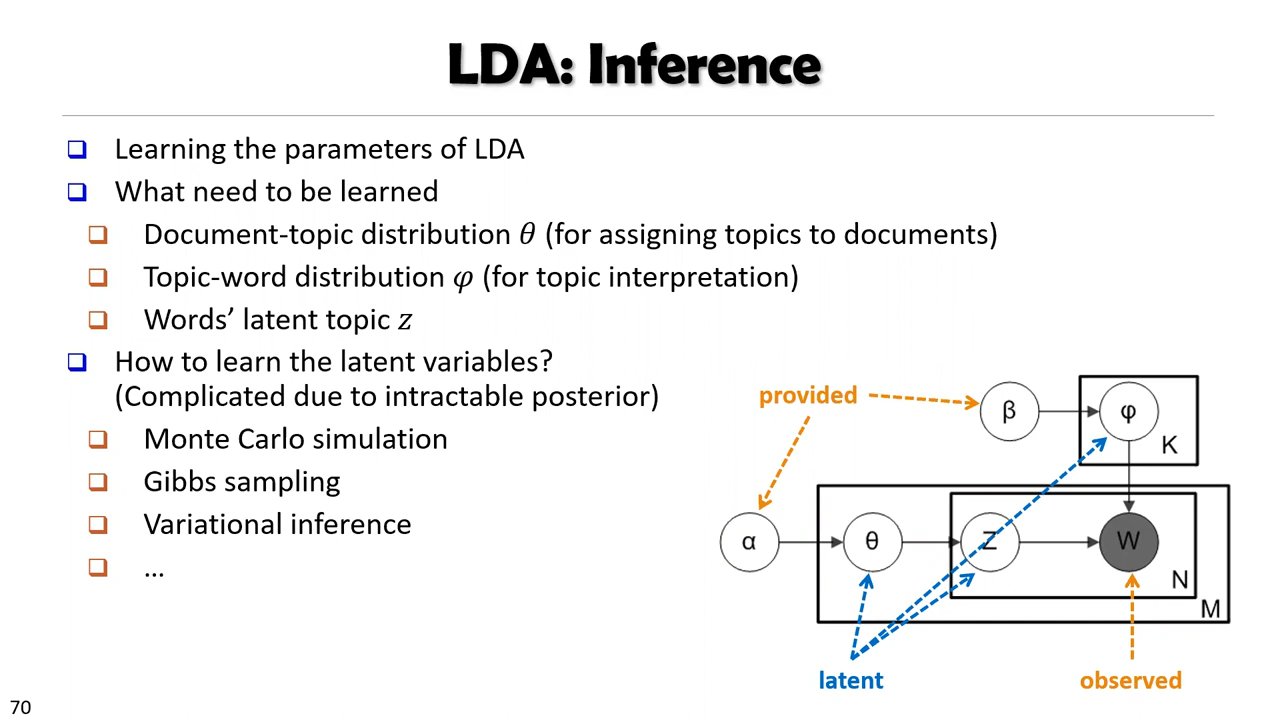 LDA: Inference
Learning the parameters of LDA
What need to be learned
Document-topic distribution θ (for assigning topics to documents)
Topic-word distribution φ (for topic interpretation)
Words’ latent topic z
How to learn the latent variables?
(Complicated due to intractable posterior)
Monte Carlo simulation
Gibbs sampling
Variational inference
...
provided
β
φ
K
α
θ
Z
W
N
M
latent
observed
70